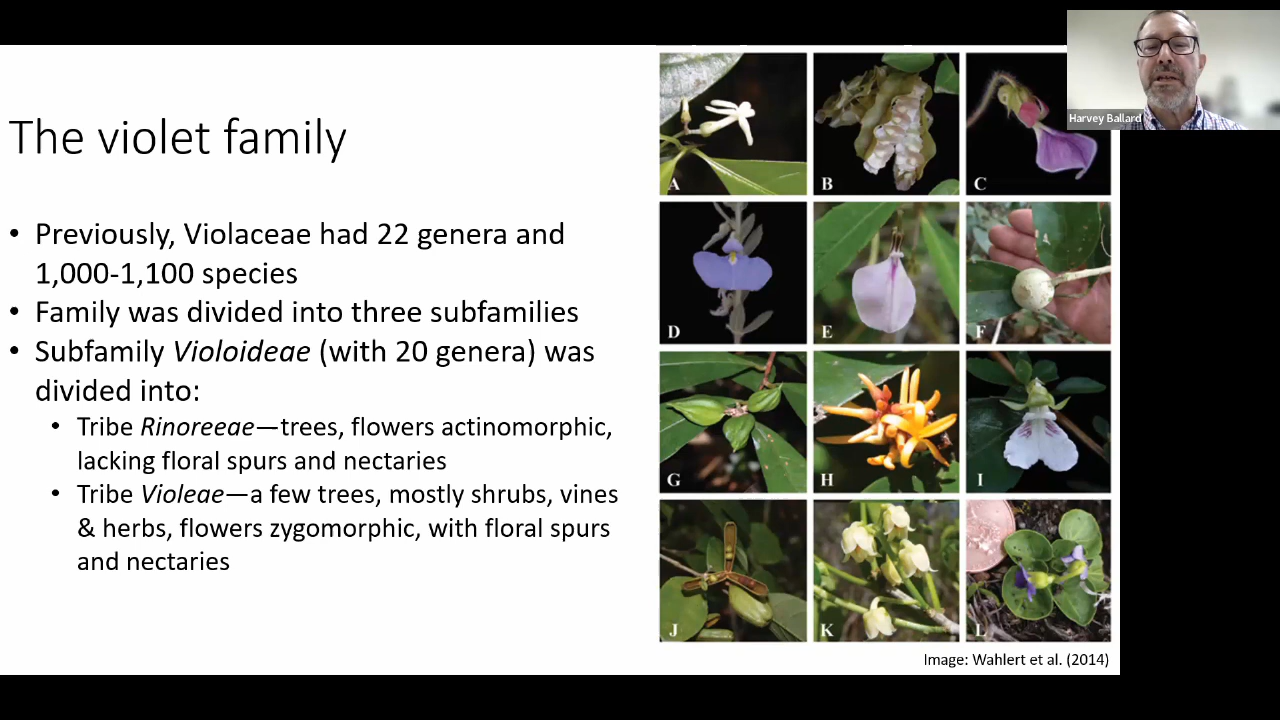 The violet family
• Previously, Violaceae had 22 genera and
1,000-1,100 species
• Family was divided into three subfamilies
• Subfamily Violoideae (with 20 genera) was
divided into:
• Tribe Rinoreeae—trees, flowers actinomorphic,
lacking floral spurs and nectaries
• Tribe Violeae—a few trees, mostly shrubs, vines
& herbs, flowers zygomorphic, with floral spurs
and nectaries
A
B
C
D
E
F
G
H
I
J
K
L
Image: Wahlert et al. (2014)
Harvey Ballard